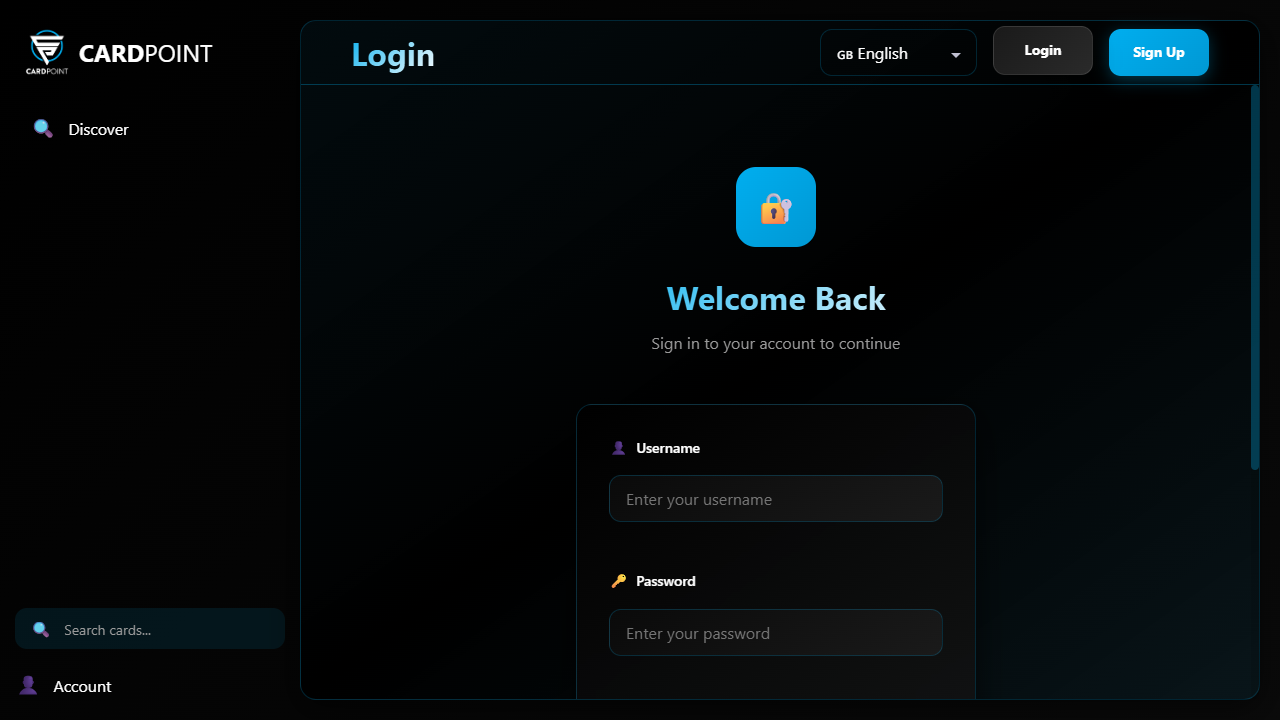 CARDPOINT
CARDPOINT
Discover
Search cards...
Account
Login
GB English
Login
Sign Up
Welcome Back
Sign in to your account to continue
Username
Enter your username
Password
Enter your password